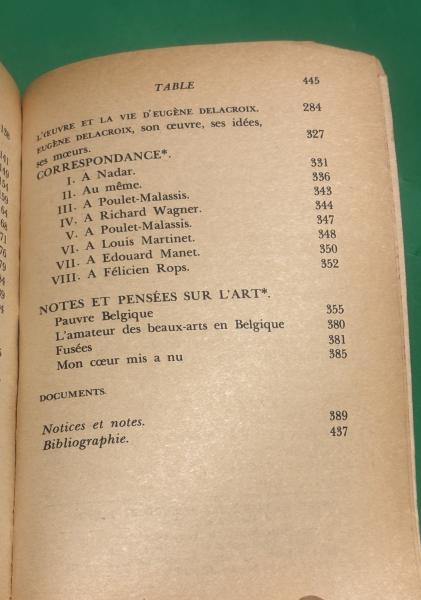 TABLE 445
L'ŒUVRE ET LA VIE D'EUGÈNE DELACROIX. 284
EUGÈNE DELACROIX, son œuvre, ses idées,
ses mœurs. 327
CORRESPONDANCE*.
I. A Nadar. 331
II. Au même. 336
III. A Poulet-Malassis. 343
IV. A Richard Wagner. 344
V. A Poulet-Malassis. 347
VI. A Louis Martinet. 348
VII. A Edouard Manet. 350
VIII. A Félicien Rops. 352
NOTES ET PENSÉES SUR L'ART*.
Pauvre Belgique 355
L'amateur des beaux-arts en Belgique 380
Fusées 381
Mon cœur mis a nu 385
DOCUMENTS.
Notices et notes. 389
Bibliographie. 437